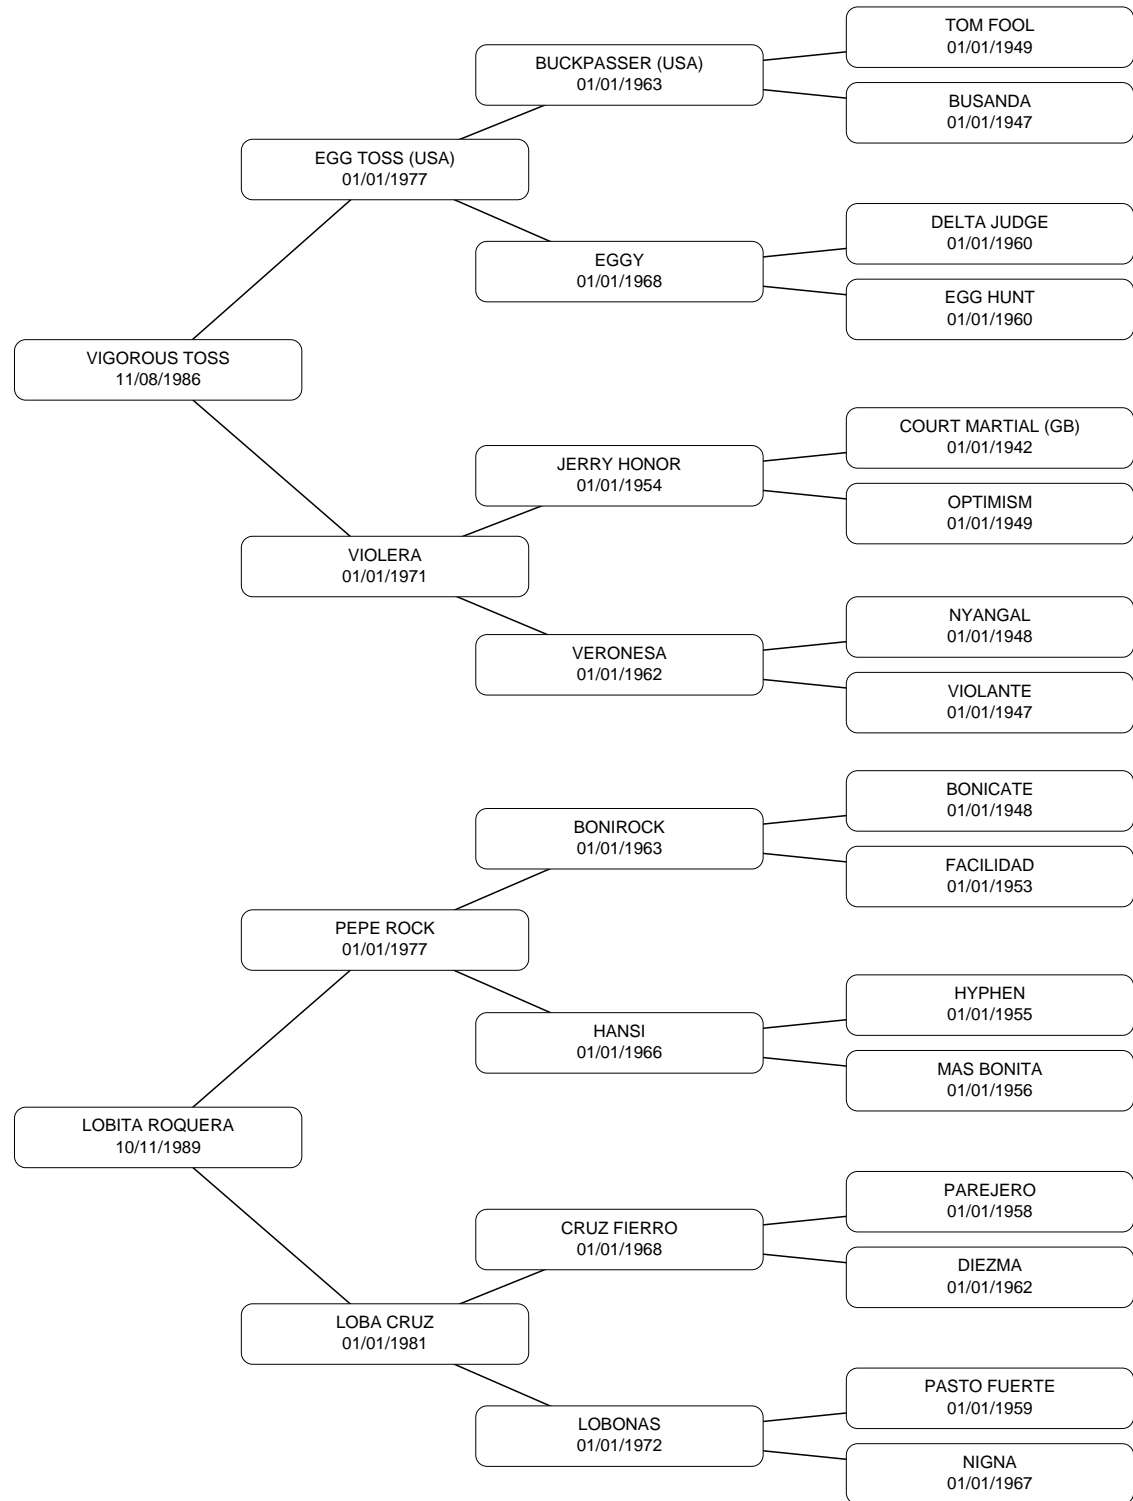 TOM FOOL
01/01/1949
BUCKPASSER (USA)
01/01/1963
BUSANDA
01/01/1947
EGG TOSS (USA)
01/01/1977
DELTA JUDGE
01/01/1960
EGGY
01/01/1968
EGG HUNT
01/01/1960
VIGOROUS TOSS
11/08/1986
COURT MARTIAL (GB)
01/01/1942
JERRY HONOR
01/01/1954
OPTIMISM
01/01/1949
VIOLERA
01/01/1971
NYANGAL
01/01/1948
VERONESA
01/01/1962
VIOLANTE
01/01/1947
BONICATE
01/01/1948
BONIROCK
01/01/1963
FACILIDAD
01/01/1953
PEPE ROCK
01/01/1977
HYPHEN
01/01/1955
HANSI
01/01/1966
MAS BONITA
01/01/1956
LOBITA ROQUERA
10/11/1989
PAREJERO
01/01/1958
CRUZ FIERRO
01/01/1968
DIEZMA
01/01/1962
LOBA CRUZ
01/01/1981
PASTO FUERTE
01/01/1959
LOBONAS
01/01/1972
NIGNA
01/01/1967